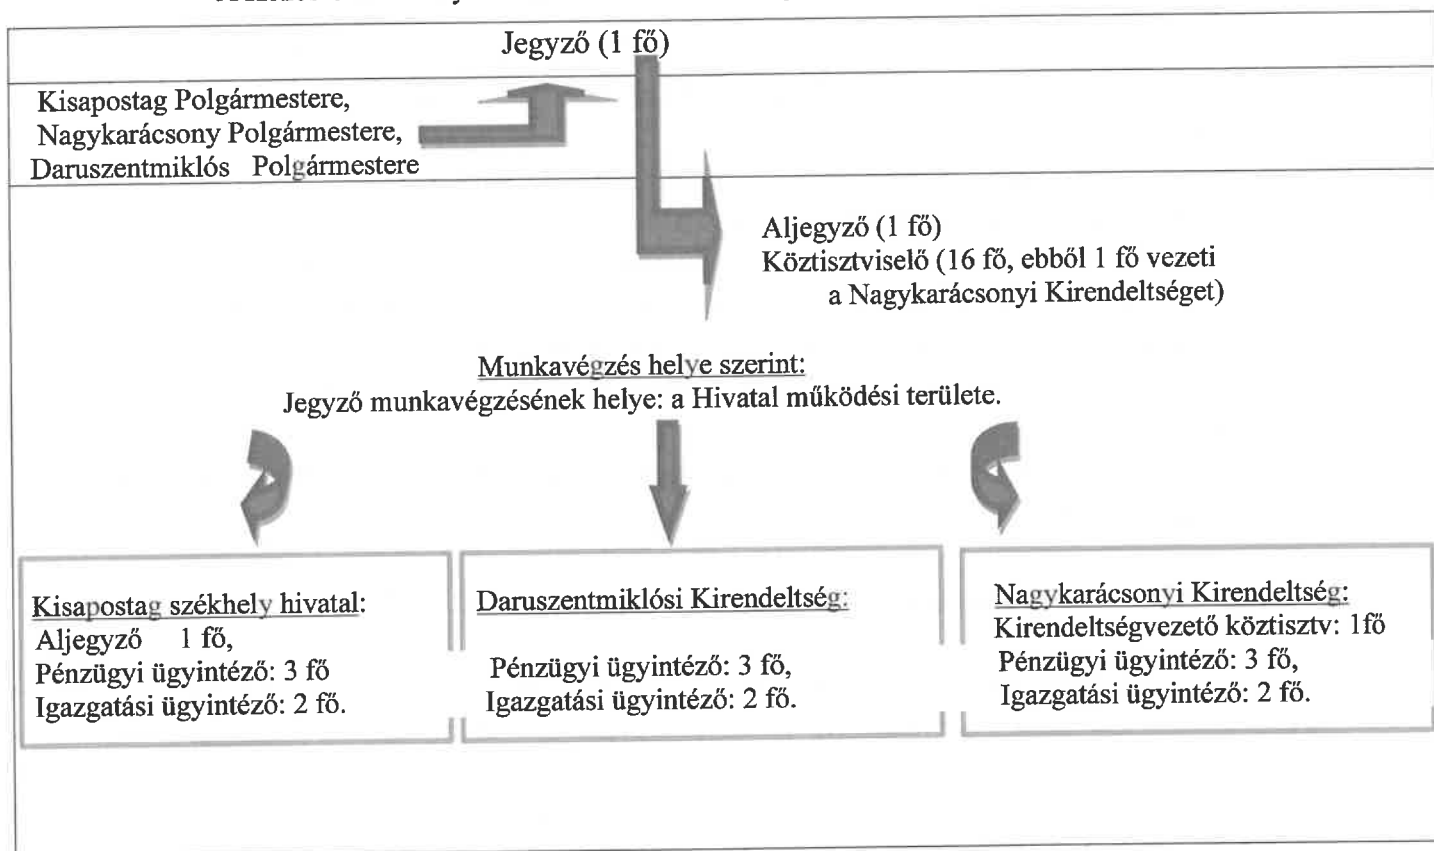 Jegyző (1 fő)
Kisapostag Polgármestere,
Nagykarácsony Polgármestere,
Daruszentmiklós Polgármestere
Aljegyző (1 fő)
Köztisztviselő (16 fő, ebből 1 fő vezeti
a Nagykarácsonyi Kirendeltséget)
Munkavégzés helye szerint:
Jegyző munkavégzésének helye: a Hivatal működési területe.
Kisapostag székhely hivatal:
Aljegyző 1 fő,
Pénzügyi ügyintéző: 3 fő
Igazgatási ügyintéző: 2 fő.
Daruszentmiklósi Kirendeltség:
Pénzügyi ügyintéző: 3 fő,
Igazgatási ügyintéző: 2 fő.
Nagykarácsonyi Kirendeltség:
Kirendeltségvezető köztisztv: 1fő
Pénzügyi ügyintéző: 3 fő,
Igazgatási ügyintéző: 2 fő.